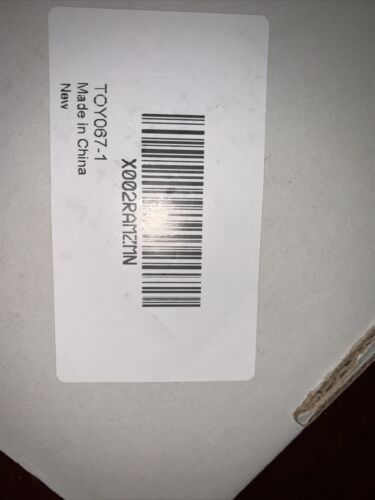 X002RAMZMN
TOY067-1
Made in China
New